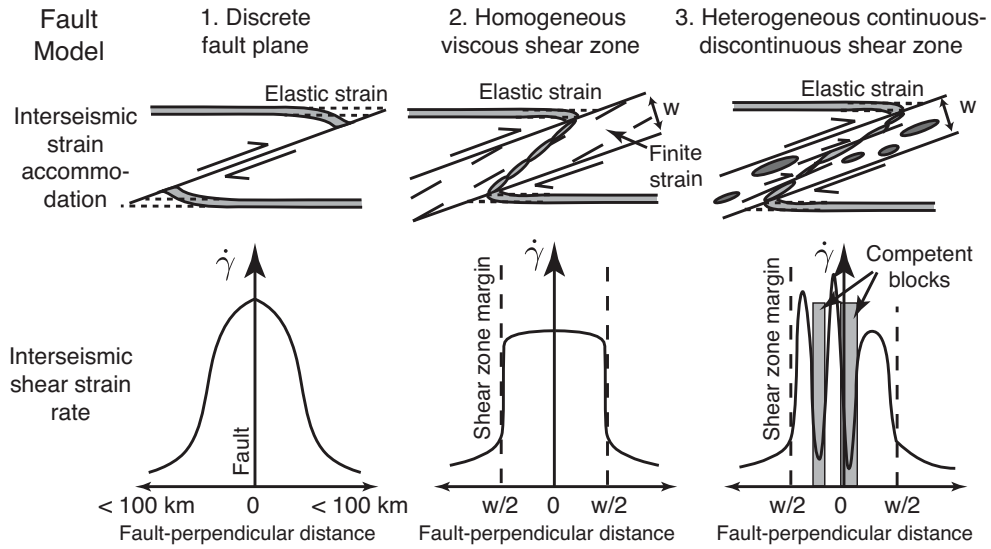 Fault
Model
1. Discrete
fault plane
2. Homogeneous
viscous shear zone
3. Heterogeneous continuous-
discontinuous shear zone
Interseismic
strain
accommo-
dation
Elastic strain
Elastic strain
w
Finite
strain
Elastic strain
w
Interseismic
shear strain
rate
γ̇
Fault
< 100 km 0 < 100 km
Fault-perpendicular distance
γ̇
Shear zone margin
w/2 0 w/2
Fault-perpendicular distance
γ̇
Competent
blocks
Shear zone margin
w/2 0 w/2
Fault-perpendicular distance